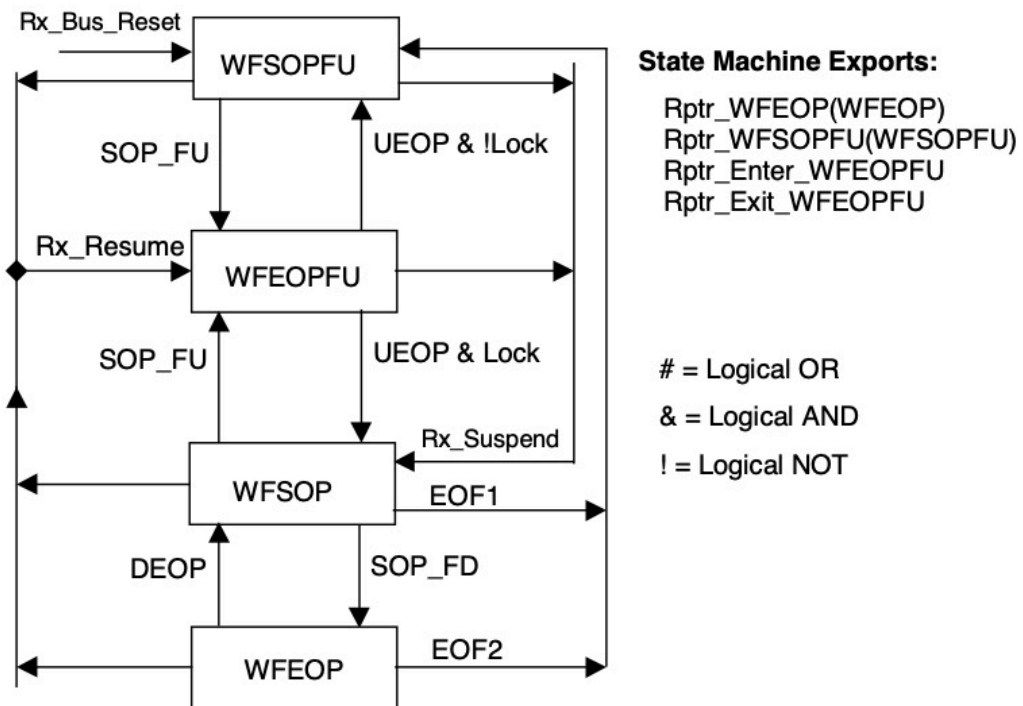 Rx_Bus_Reset
WFSOPFU
State Machine Exports:
Rptr_WFEOP(WFEOP)
Rptr_WFSOPFU(WFSOPFU)
Rptr_Enter_WFEOPFU
Rptr_Exit_WFEOPFU
SOP_FU
UEOP & !Lock
Rx_Resume
WFEOPFU
SOP_FU
UEOP & Lock
# = Logical OR
& = Logical AND
! = Logical NOT
Rx_Suspend
WFSOP
EOF1
DEOP
SOP_FD
WFEOP
EOF2